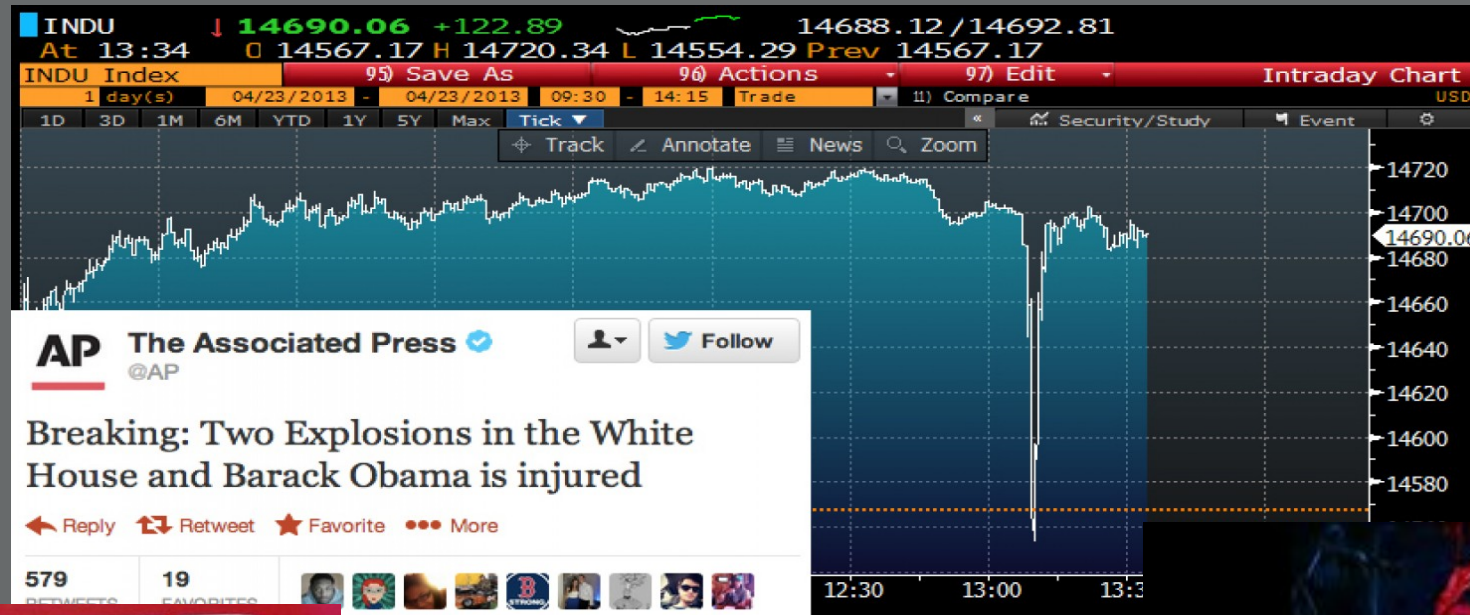 INDU ↓ 14690.06 +122.89 14688.12/14692.81
At 13:34 O 14567.17 H 14720.34 L 14554.29 Prev 14567.17
INDU Index 95) Save As 96) Actions 97) Edit Intraday Chart
1 day(s) 04/23/2013 - 04/23/2013 09:30 - 14:15 Trade 11) Compare USD
1D 3D 1M 6M YTD 1Y 5Y Max Tick ▼ « Security/Study Event
Track Annotate News Zoom
14720
14700
14690.06
14680
14660
14640
14620
14600
14580
AP The Associated Press Follow
@AP
Breaking: Two Explosions in the White
House and Barack Obama is injured
Reply Retweet Favorite More
579 19
RETWEETS FAVORITES
STRONG
12:30 13:00